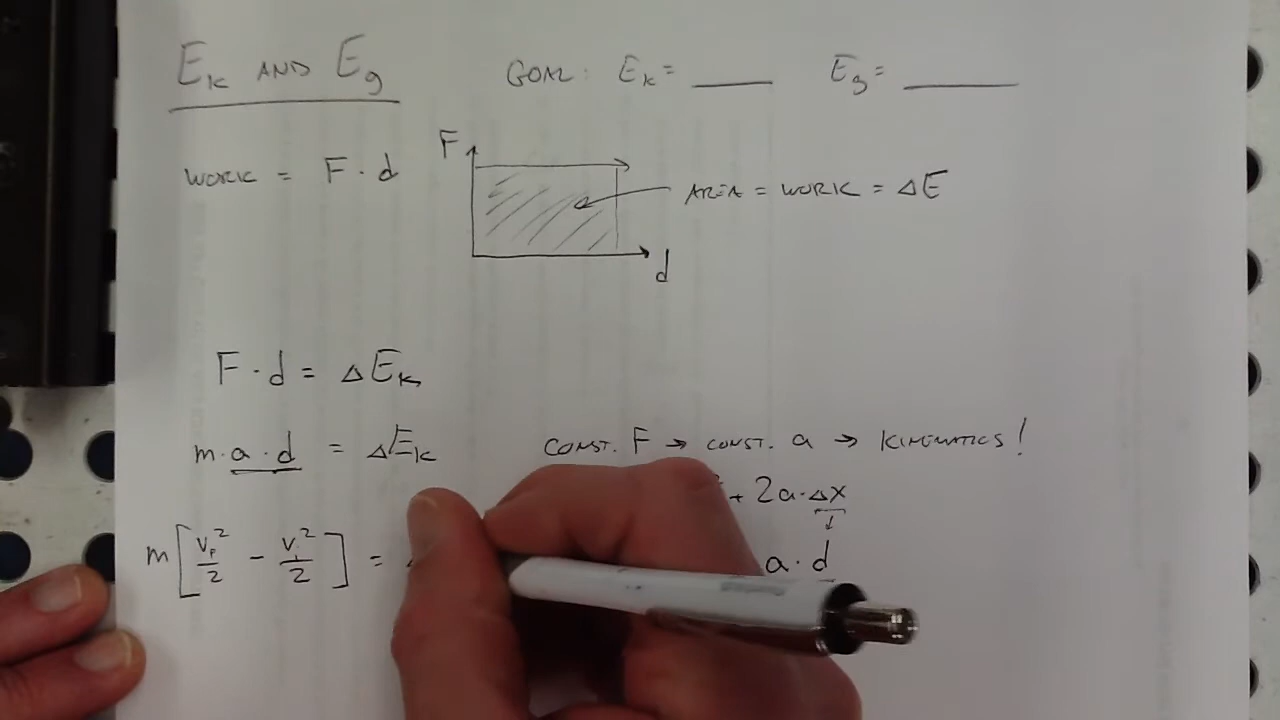 Ek AND Eg
GOAL: Ek = ____ Eg = ____
WORK = F · d
F
d
AREA = WORK = ΔE
F · d = ΔEk
m · a · d = ΔEk
CONST. F → CONST. a → KINEMATICS!
² + 2a · Δx
↓
a · d
m[vf²/2 - vi²/2] =